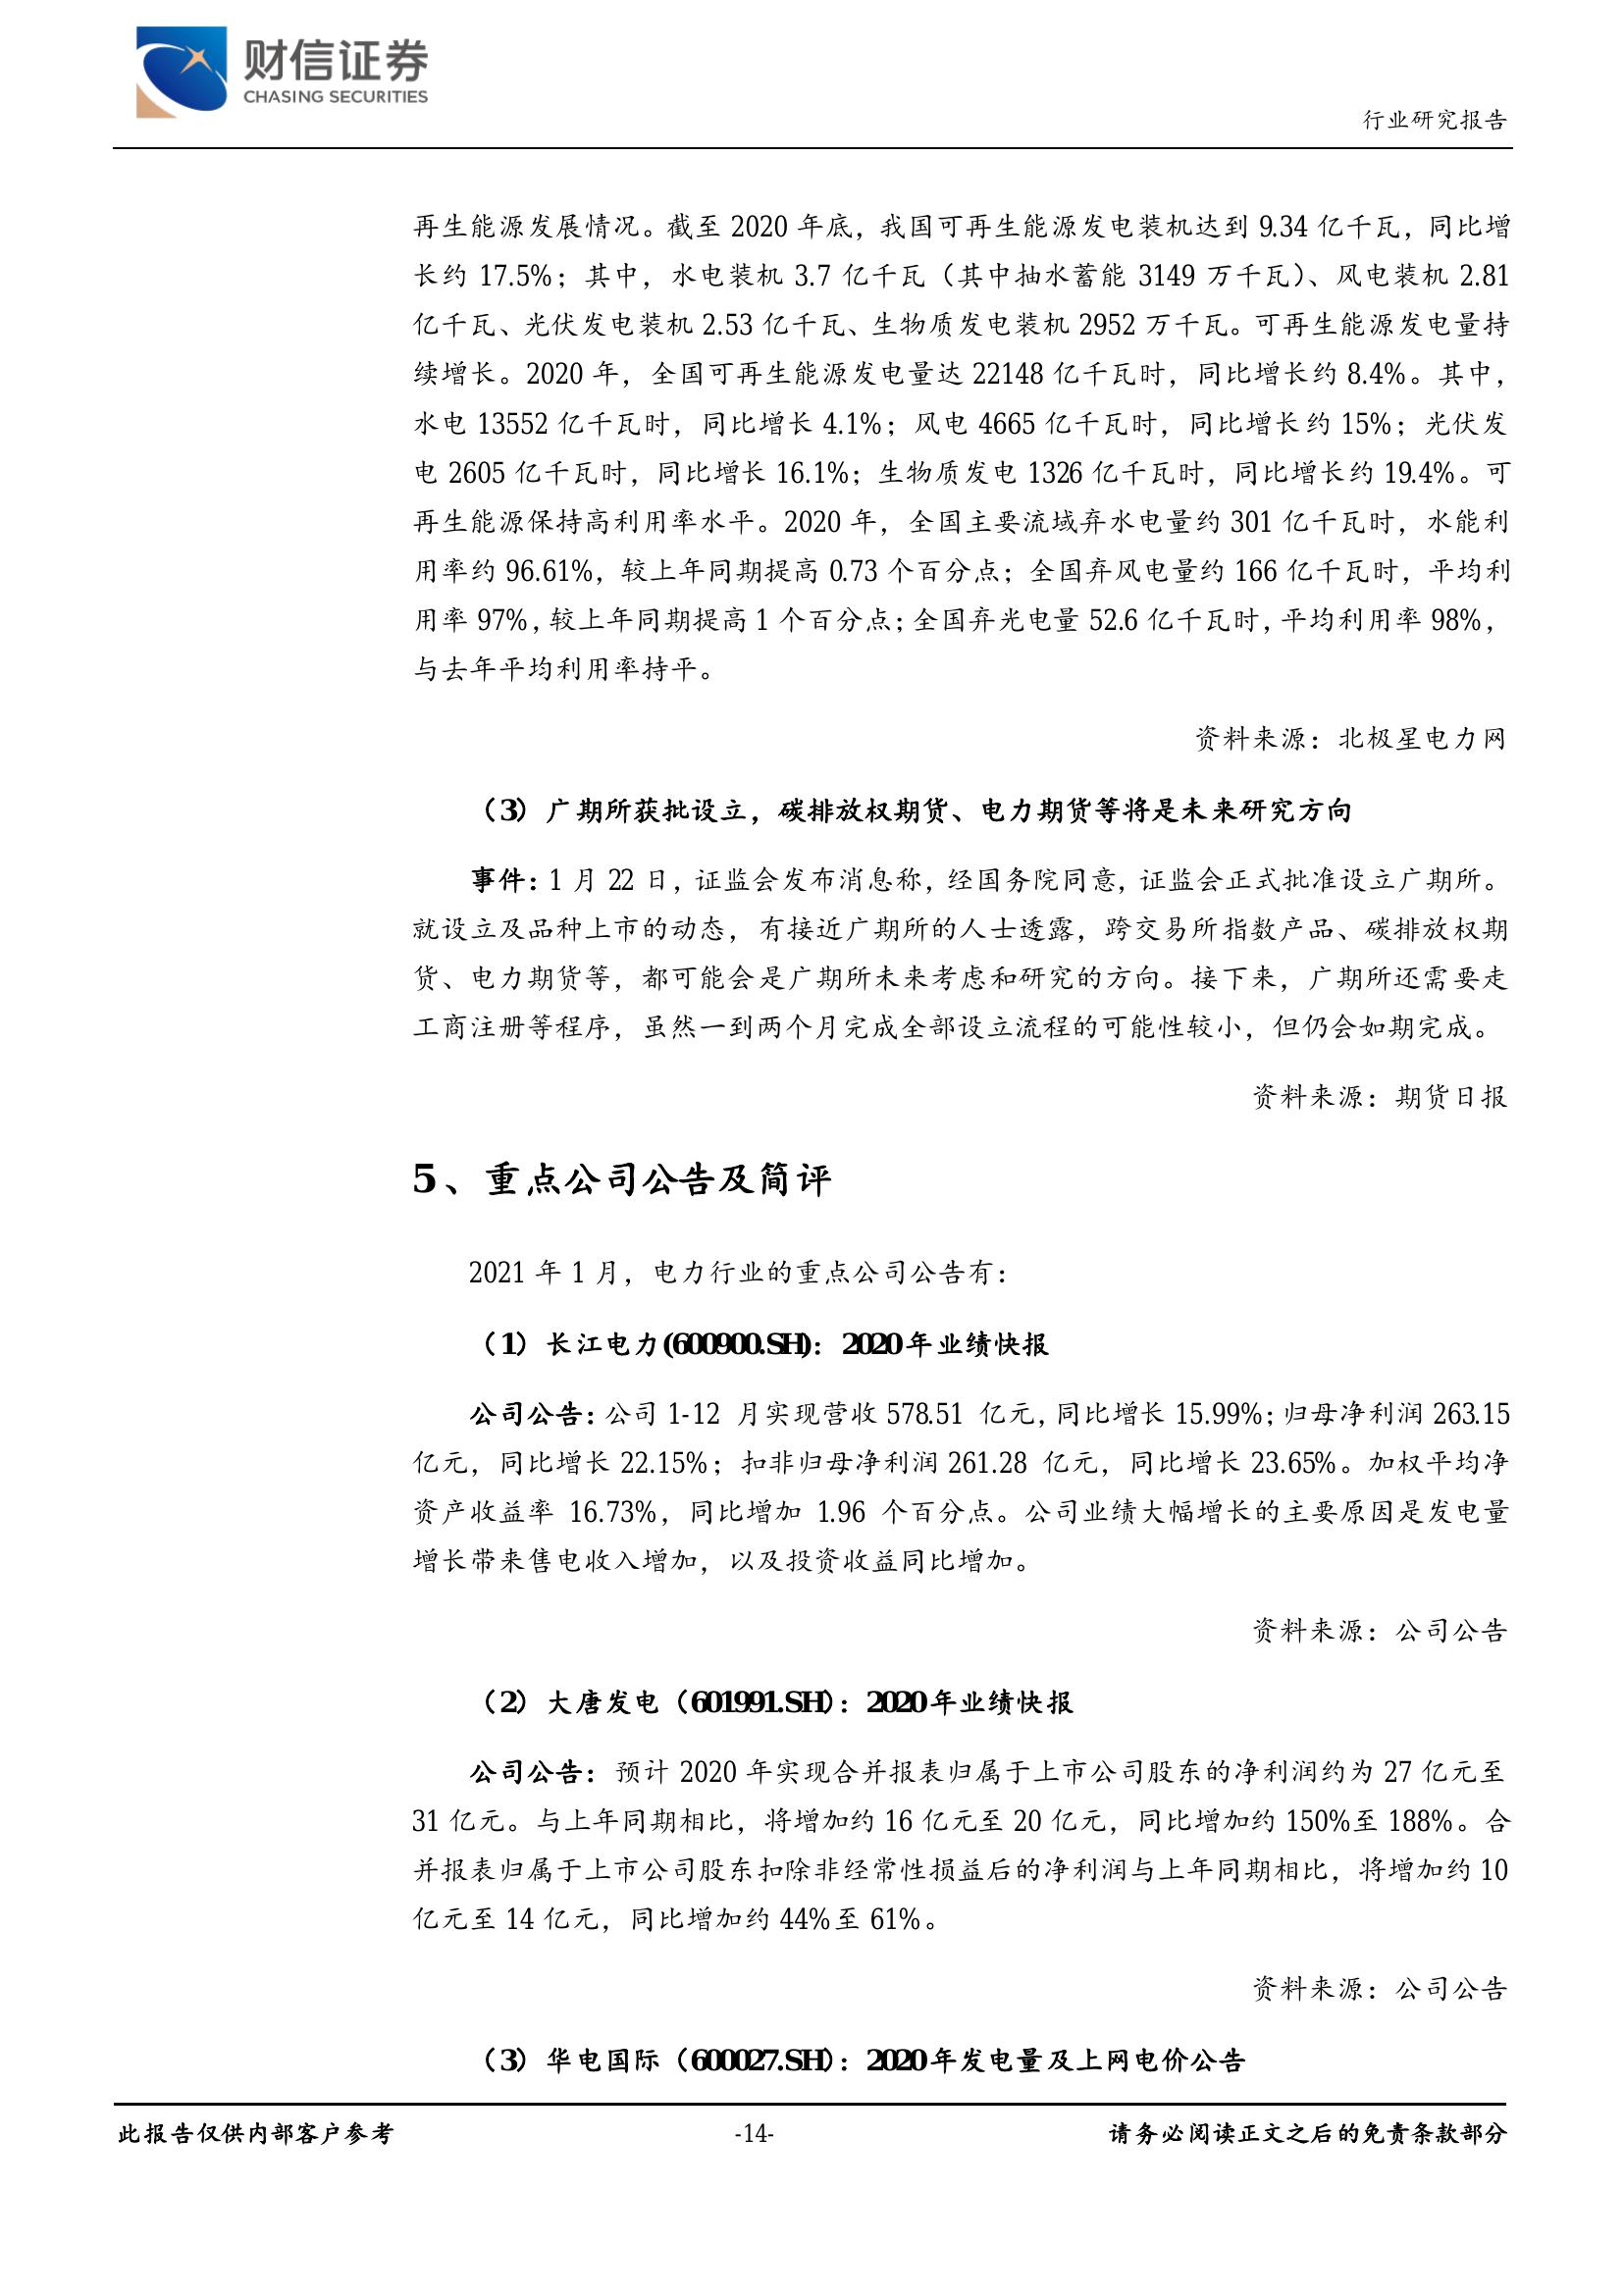 财信证券
CHASING SECURITIES
行业研究报告
再生能源发展情况。截至 2020 年底，我国可再生能源发电装机达到 9.34 亿千瓦，同比增
长约 17.5%；其中，水电装机 3.7 亿千瓦（其中抽水蓄能 3149 万千瓦）、风电装机 2.81
亿千瓦、光伏发电装机 2.53 亿千瓦、生物质发电装机 2952 万千瓦。可再生能源发电量持
续增长。2020 年，全国可再生能源发电量达 22148 亿千瓦时，同比增长约 8.4%。其中，
水电 13552 亿千瓦时，同比增长 4.1%；风电 4665 亿千瓦时，同比增长约 15%；光伏发
电 2605 亿千瓦时，同比增长 16.1%；生物质发电 1326 亿千瓦时，同比增长约 19.4%。可
再生能源保持高利用率水平。2020 年，全国主要流域弃水电量约 301 亿千瓦时，水能利
用率约 96.61%，较上年同期提高 0.73 个百分点；全国弃风电量约 166 亿千瓦时，平均利
用率 97%，较上年同期提高 1 个百分点；全国弃光电量 52.6 亿千瓦时，平均利用率 98%，
与去年平均利用率持平。
资料来源：北极星电力网
（3）广期所获批设立，碳排放权期货、电力期货等将是未来研究方向
事件：1 月 22 日，证监会发布消息称，经国务院同意，证监会正式批准设立广期所。
就设立及品种上市的动态，有接近广期所的人士透露，跨交易所指数产品、碳排放权期
货、电力期货等，都可能会是广期所未来考虑和研究的方向。接下来，广期所还需要走
工商注册等程序，虽然一到两个月完成全部设立流程的可能性较小，但仍会如期完成。
资料来源：期货日报
5、重点公司公告及简评
2021 年 1 月，电力行业的重点公司公告有：
（1）长江电力(600900.SH)：2020 年业绩快报
公司公告：公司 1-12 月实现营收 578.51 亿元，同比增长 15.99%；归母净利润 263.15
亿元，同比增长 22.15%；扣非归母净利润 261.28 亿元，同比增长 23.65%。加权平均净
资产收益率 16.73%，同比增加 1.96 个百分点。公司业绩大幅增长的主要原因是发电量
增长带来售电收入增加，以及投资收益同比增加。
资料来源：公司公告
（2）大唐发电（601991.SH）：2020 年业绩快报
公司公告：预计 2020 年实现合并报表归属于上市公司股东的净利润约为 27 亿元至
31 亿元。与上年同期相比，将增加约 16 亿元至 20 亿元，同比增加约 150%至 188%。合
并报表归属于上市公司股东扣除非经常性损益后的净利润与上年同期相比，将增加约 10
亿元至 14 亿元，同比增加约 44%至 61%。
资料来源：公司公告
（3）华电国际（600027.SH）：2020 年发电量及上网电价公告
此报告仅供内部客户参考
-14-
请务必阅读正文之后的免责条款部分